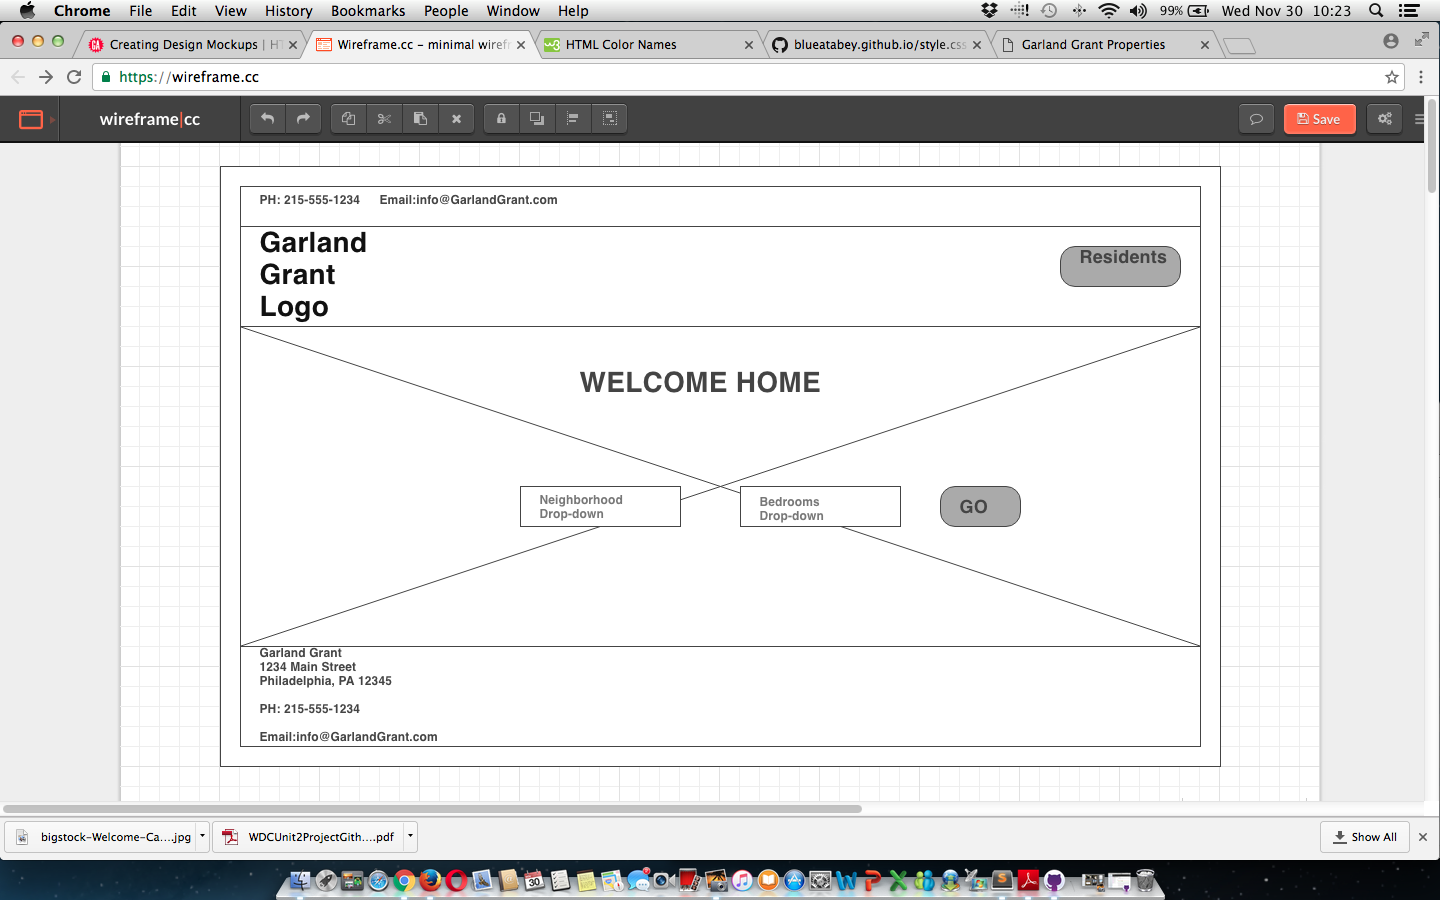 Chrome File Edit View History Bookmarks People Window Help 99% Wed Nov 30 10:23
Creating Design Mockups | HT Wireframe.cc – minimal wirefr HTML Color Names blueatabey.github.io/style.css Garland Grant Properties
https://wireframe.cc
wireframe|cc Save
PH: 215-555-1234 Email:info@GarlandGrant.com
Garland
Grant
Logo
Residents
WELCOME HOME
Neighborhood
Drop-down
Bedrooms
Drop-down
GO
Garland Grant
1234 Main Street
Philadelphia, PA 12345
PH: 215-555-1234
Email:info@GarlandGrant.com
bigstock-Welcome-Ca....jpg WDCUnit2ProjectGith....pdf Show All